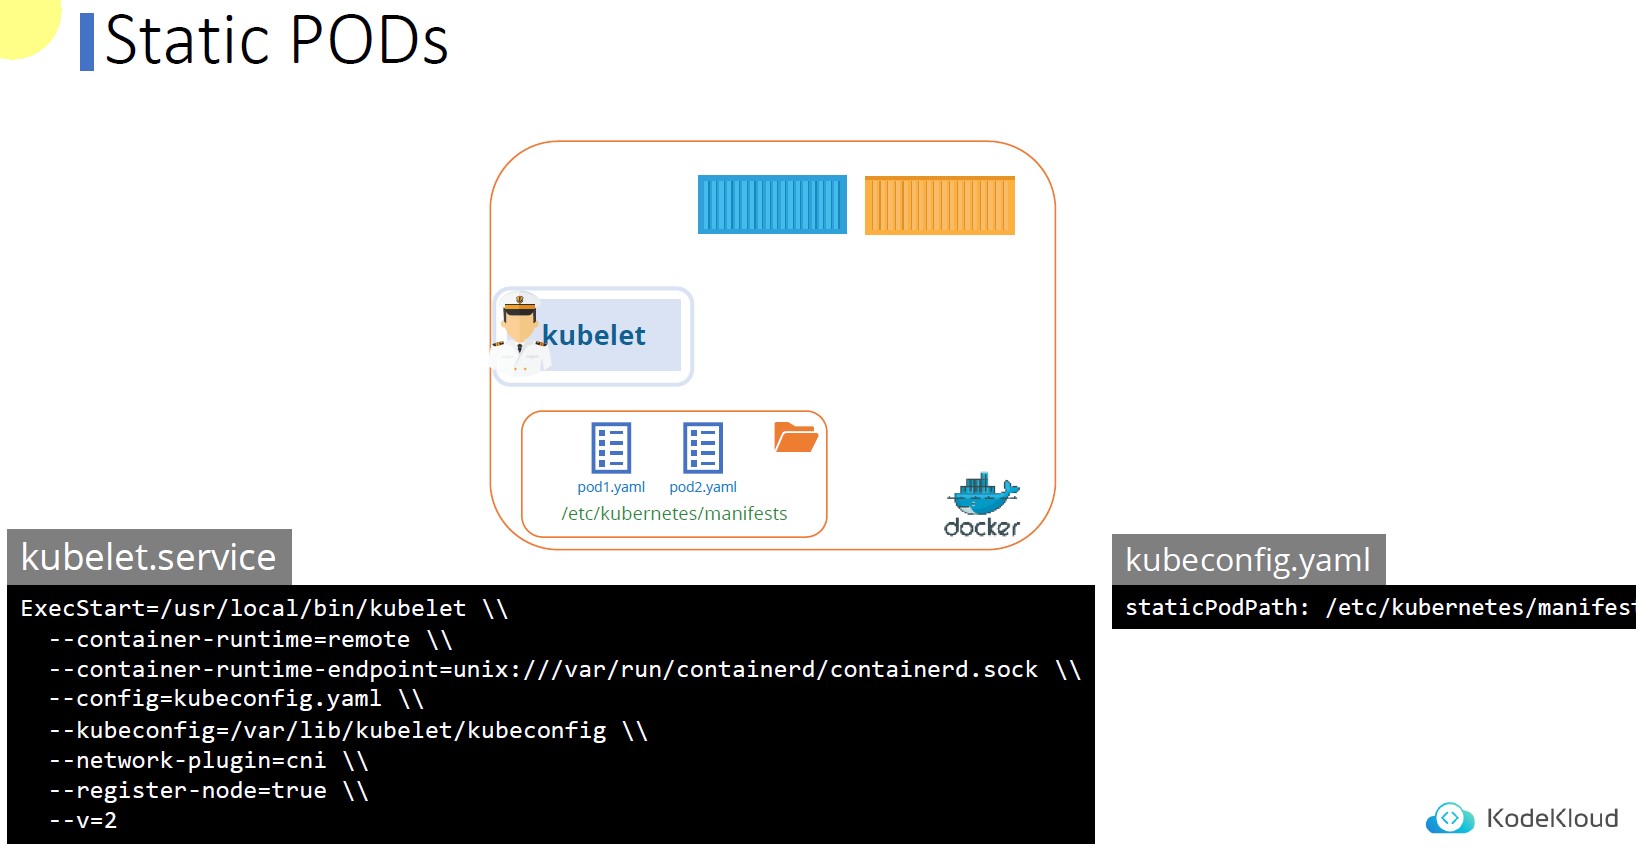 Static PODs
kubelet
pod1.yaml pod2.yaml
/etc/kubernetes/manifests
docker
kubelet.service
ExecStart=/usr/local/bin/kubelet \\
--container-runtime=remote \\
--container-runtime-endpoint=unix:///var/run/containerd/containerd.sock \\
--config=kubeconfig.yaml \\
--kubeconfig=/var/lib/kubelet/kubeconfig \\
--network-plugin=cni \\
--register-node=true \\
--v=2
kubeconfig.yaml
staticPodPath: /etc/kubernetes/manifest
KodeKloud